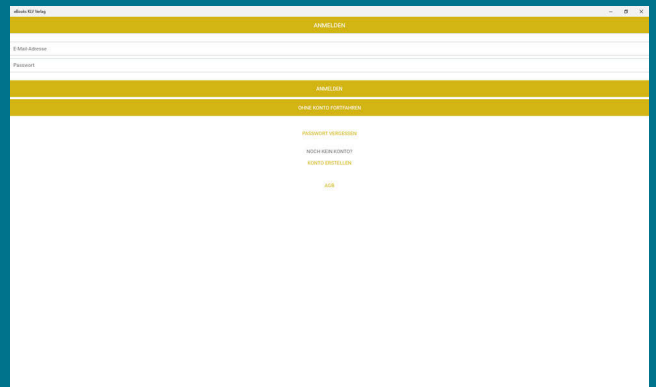 eBooks KLV Verlag
ANMELDEN
E-Mail-Adresse
Passwort
ANMELDEN
OHNE KONTO FORTFAHREN
PASSWORT VERGESSEN
NOCH KEIN KONTO?
KONTO ERSTELLEN
AGB